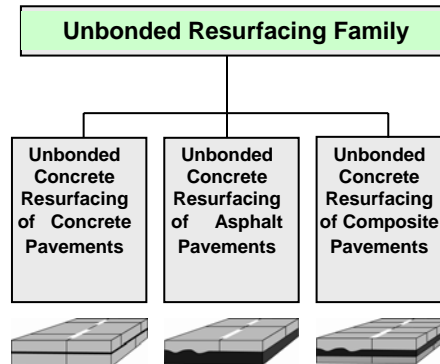 Unbonded Resurfacing Family
Unbonded
Concrete
Resurfacing
of Concrete
Pavements
Unbonded
Concrete
Resurfacing
of Asphalt
Pavements
Unbonded
Concrete
Resurfacing
of Composite
Pavements